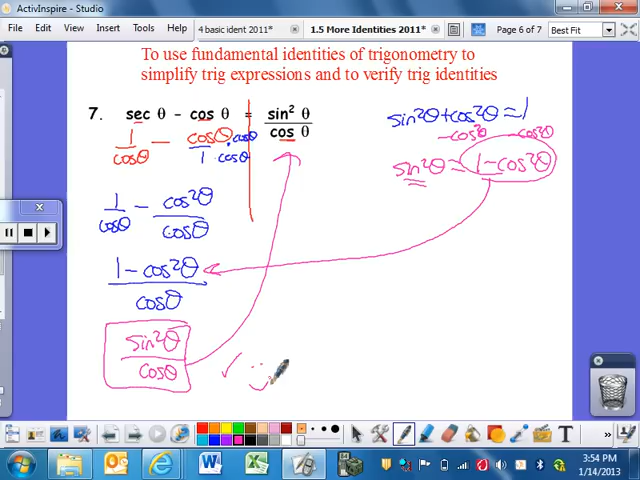 ActivInspire - Studio
File Edit View Insert Tools Help
4 basic ident 2011* 1.5 More Identities 2011* Page 6 of 7 Best Fit
To use fundamental identities of trigonometry to
simplify trig expressions and to verify trig identities
7. sec θ - cos θ = sin² θ / cos θ
1/cosθ - cosθ/1 · cosθ/cosθ
sin²θ + cos²θ = 1
-cos²θ -cos²θ
sin²θ = 1 - cos²θ
1/cosθ - cos²θ/cosθ
1 - cos²θ / cosθ
sin²θ / cosθ
3:54 PM
1/14/2013